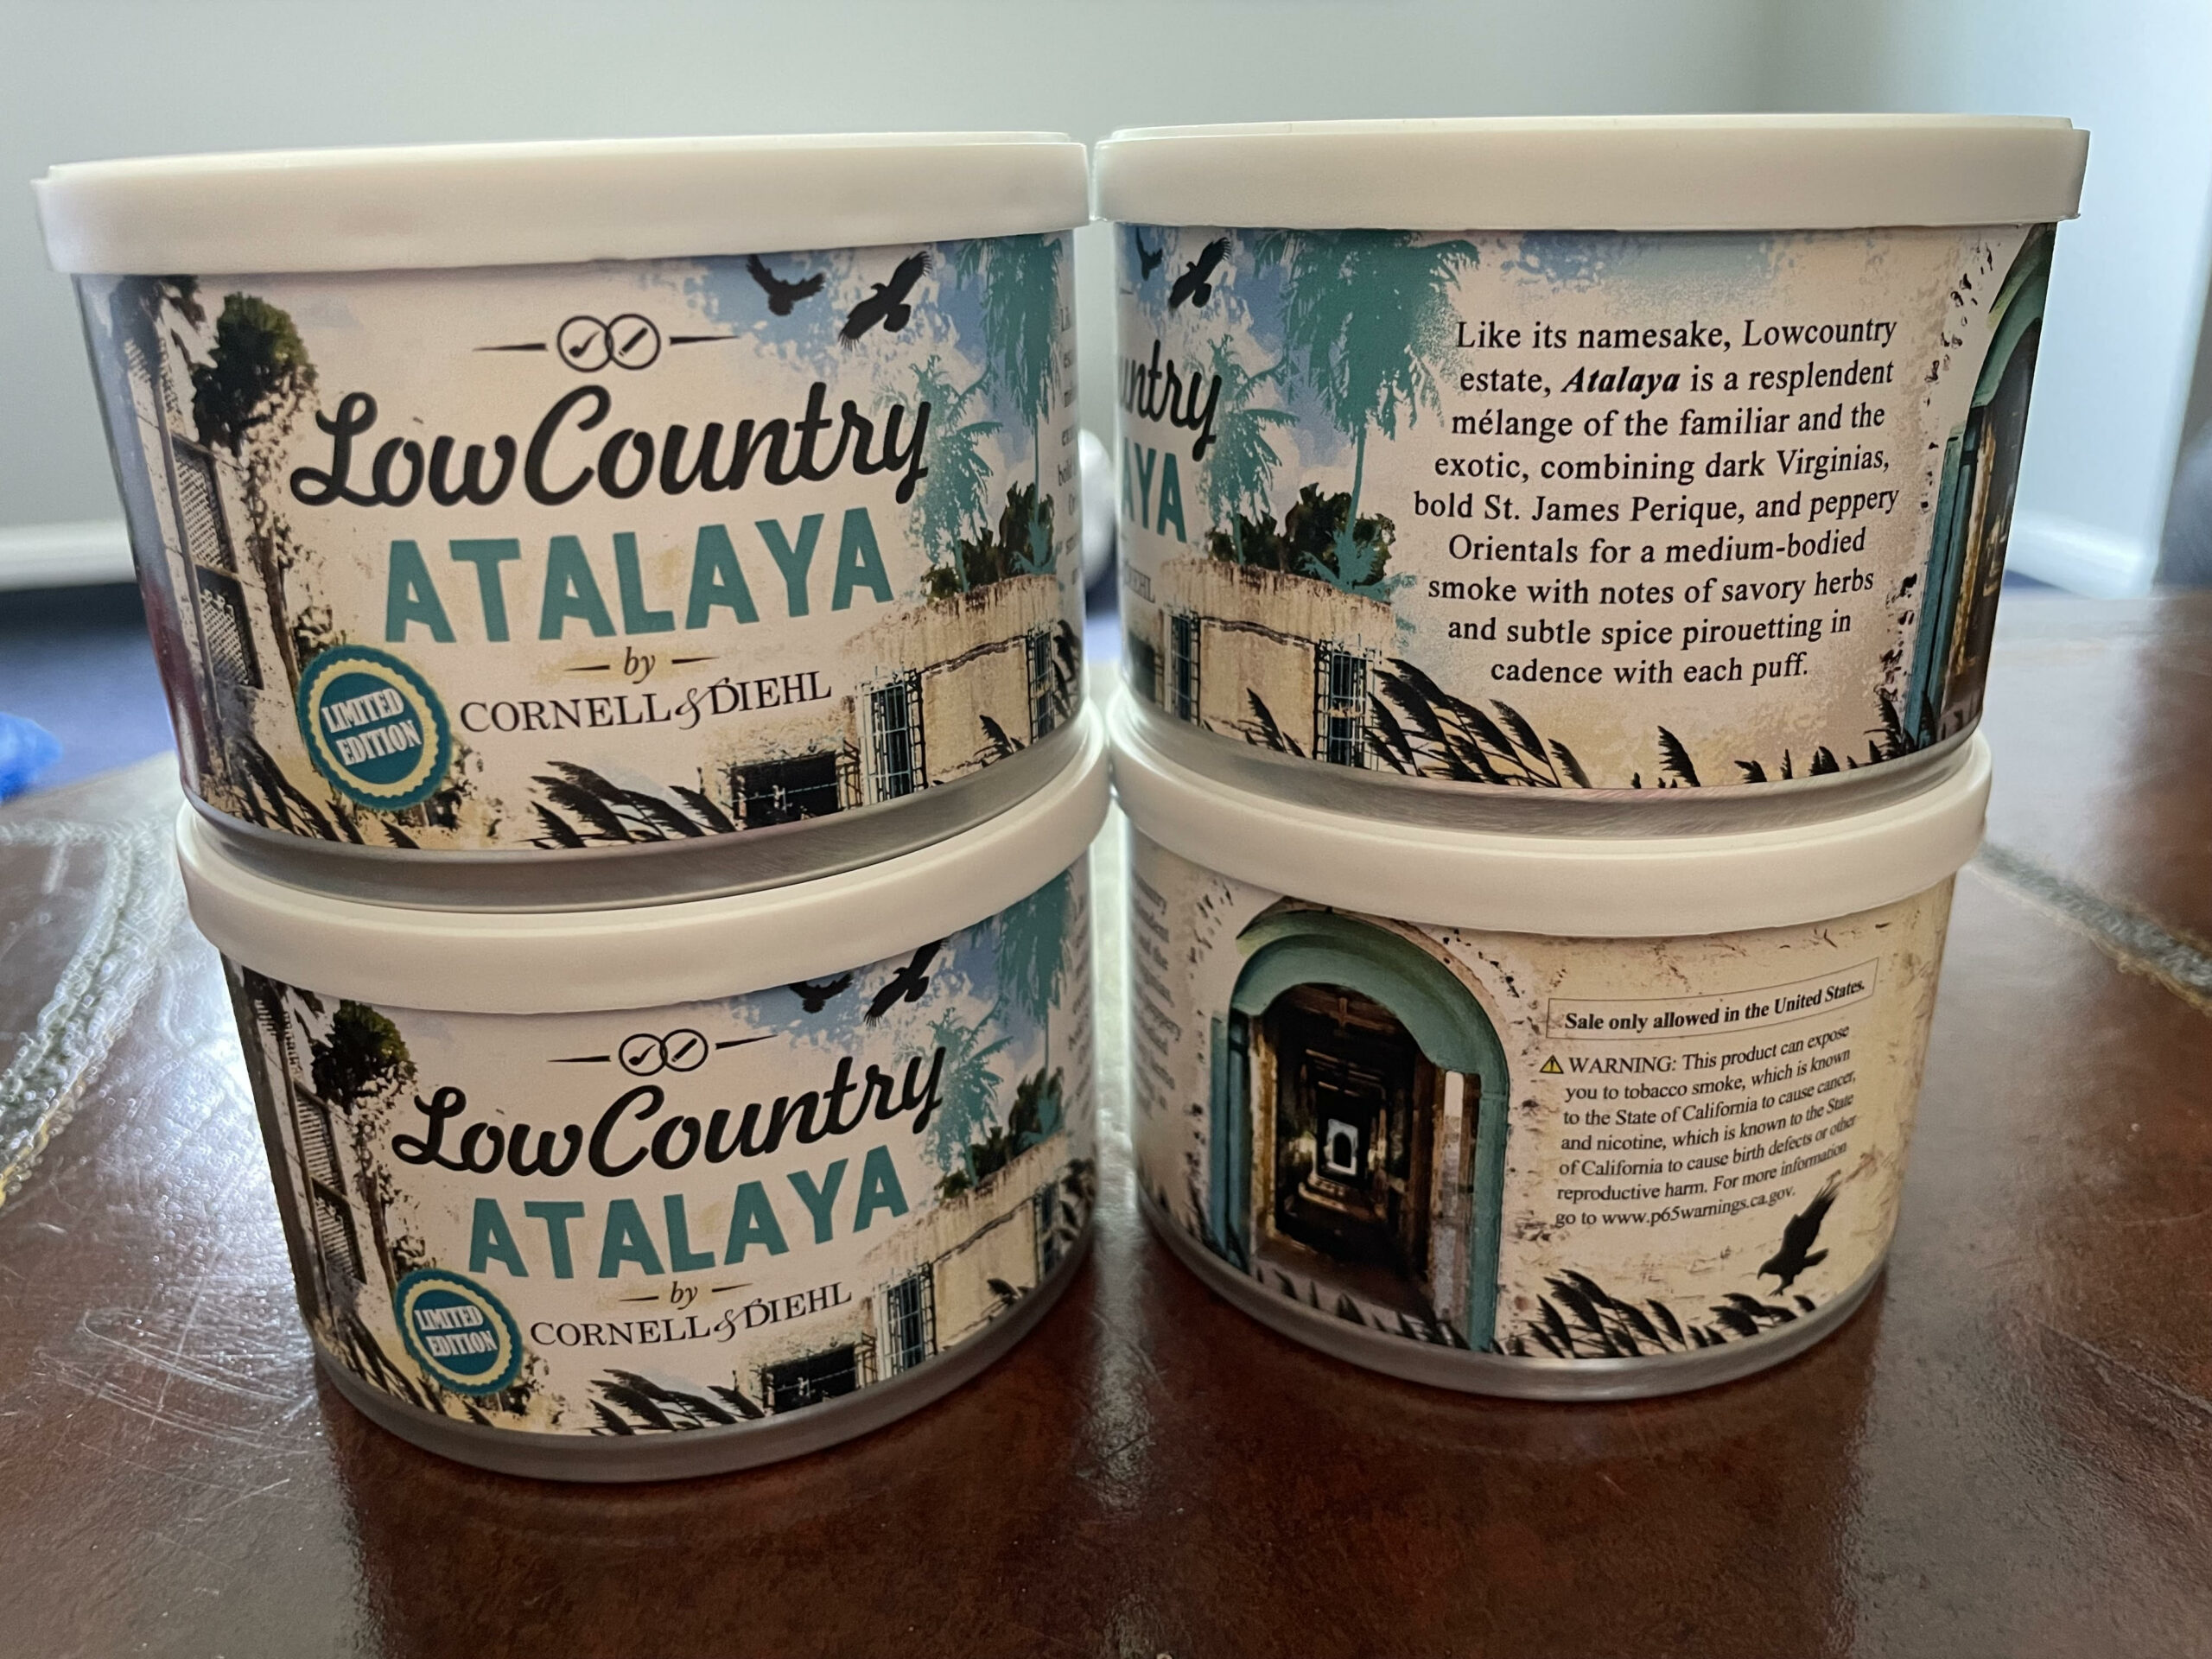 LowCountry
ATALAYA
by
CORNELL & DIEHL
LIMITED
EDITION
untry
AYA
Like its namesake, Lowcountry
estate, Atalaya is a resplendent
mélange of the familiar and the
exotic, combining dark Virginias,
bold St. James Perique, and peppery
Orientals for a medium-bodied
smoke with notes of savory herbs
and subtle spice pirouetting in
cadence with each puff.
LowCountry
ATALAYA
by
CORNELL & DIEHL
LIMITED
EDITION
Sale only allowed in the United States.
WARNING: This product can expose
you to tobacco smoke, which is known
to the State of California to cause cancer,
and nicotine, which is known to the State
of California to cause birth defects or other
reproductive harm. For more information
go to www.p65warnings.ca.gov.